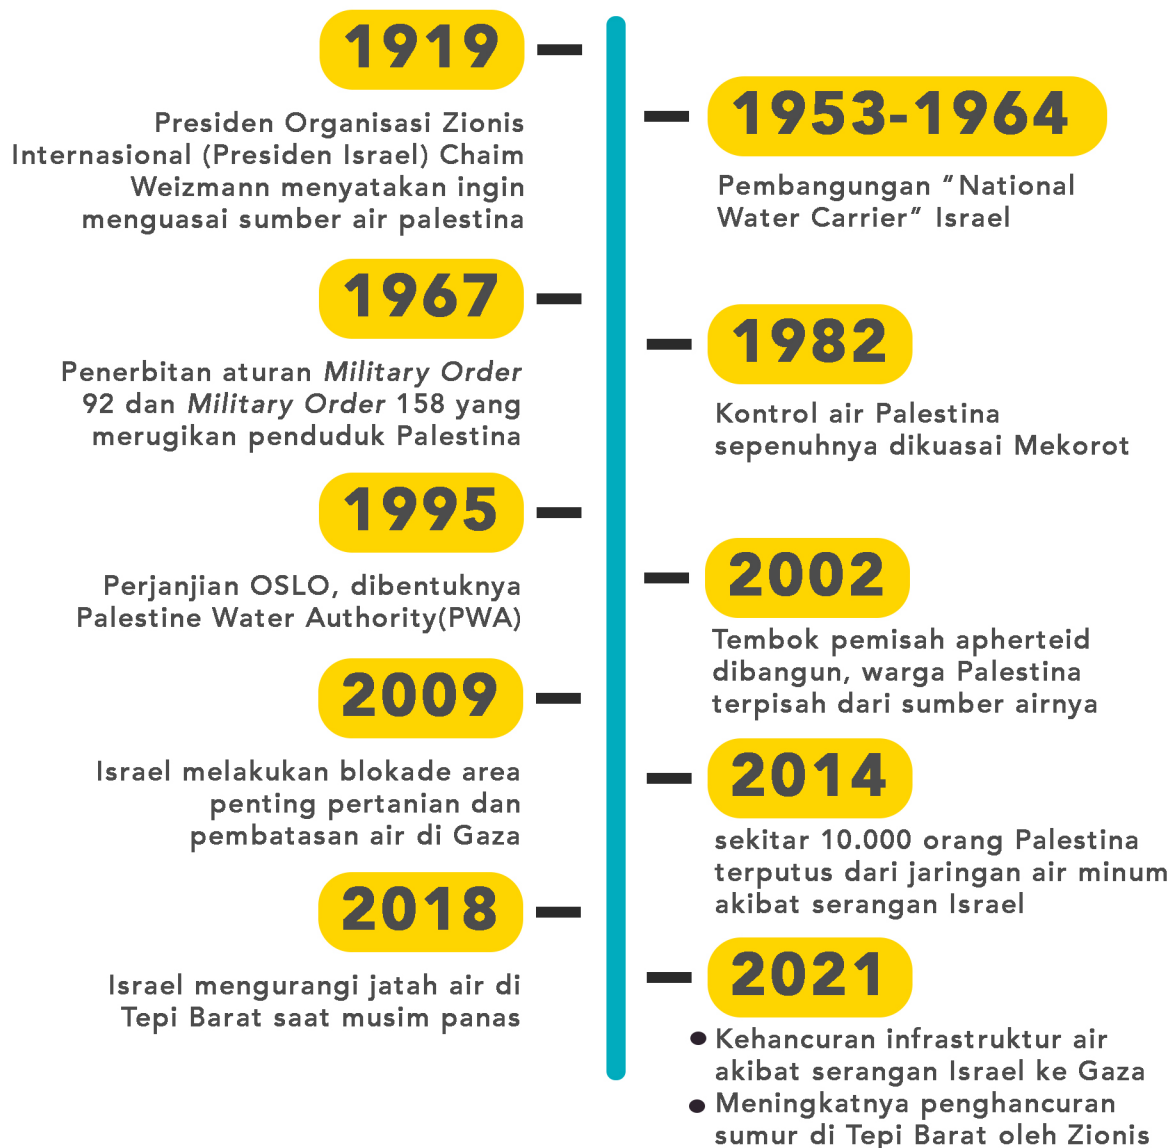 1919
Presiden Organisasi Zionis
Internasional (Presiden Israel) Chaim
Weizmann menyatakan ingin
menguasai sumber air palestina
1953-1964
Pembangungan “National
Water Carrier” Israel
1967
Penerbitan aturan Military Order
92 dan Military Order 158 yang
merugikan penduduk Palestina
1982
Kontrol air Palestina
sepenuhnya dikuasai Mekorot
1995
Perjanjian OSLO, dibentuknya
Palestine Water Authority(PWA)
2002
Tembok pemisah apherteid
dibangun, warga Palestina
terpisah dari sumber airnya
2009
Israel melakukan blokade area
penting pertanian dan
pembatasan air di Gaza
2014
sekitar 10.000 orang Palestina
terputus dari jaringan air minum
akibat serangan Israel
2018
Israel mengurangi jatah air di
Tepi Barat saat musim panas
2021
● Kehancuran infrastruktur air
akibat serangan Israel ke Gaza
● Meningkatnya penghancuran
sumur di Tepi Barat oleh Zionis